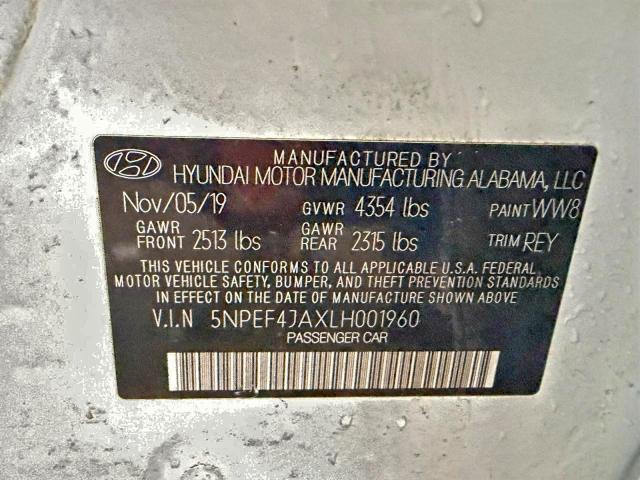 MANUFACTURED BY
HYUNDAI MOTOR MANUFACTURING ALABAMA, LLC
Nov/05/19 GVWR 4354 lbs PAINT WW8
GAWR FRONT 2513 lbs GAWR REAR 2315 lbs TRIM REY
THIS VEHICLE CONFORMS TO ALL APPLICABLE U.S.A. FEDERAL
MOTOR VEHICLE SAFETY, BUMPER, AND THEFT PREVENTION STANDARDS
IN EFFECT ON THE DATE OF MANUFACTURE SHOWN ABOVE
V.I.N 5NPEF4JAXLH001960
PASSENGER CAR